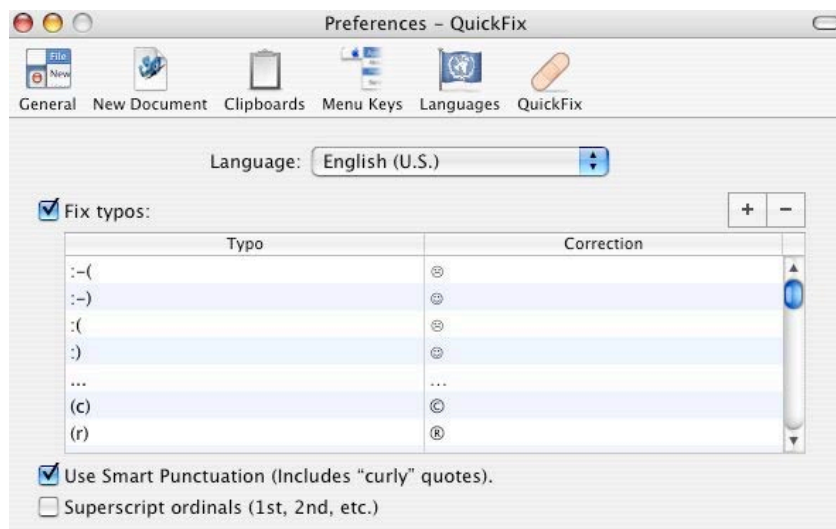 Preferences – QuickFix
File
New
General New Document Clipboards Menu Keys Languages QuickFix
Language: English (U.S.)
Fix typos: + −
Typo Correction
:-( ☹
:-) ☺
:( ☹
:) ☺
... …
(c) ©
(r) ®
Use Smart Punctuation (Includes “curly” quotes).
Superscript ordinals (1st, 2nd, etc.)